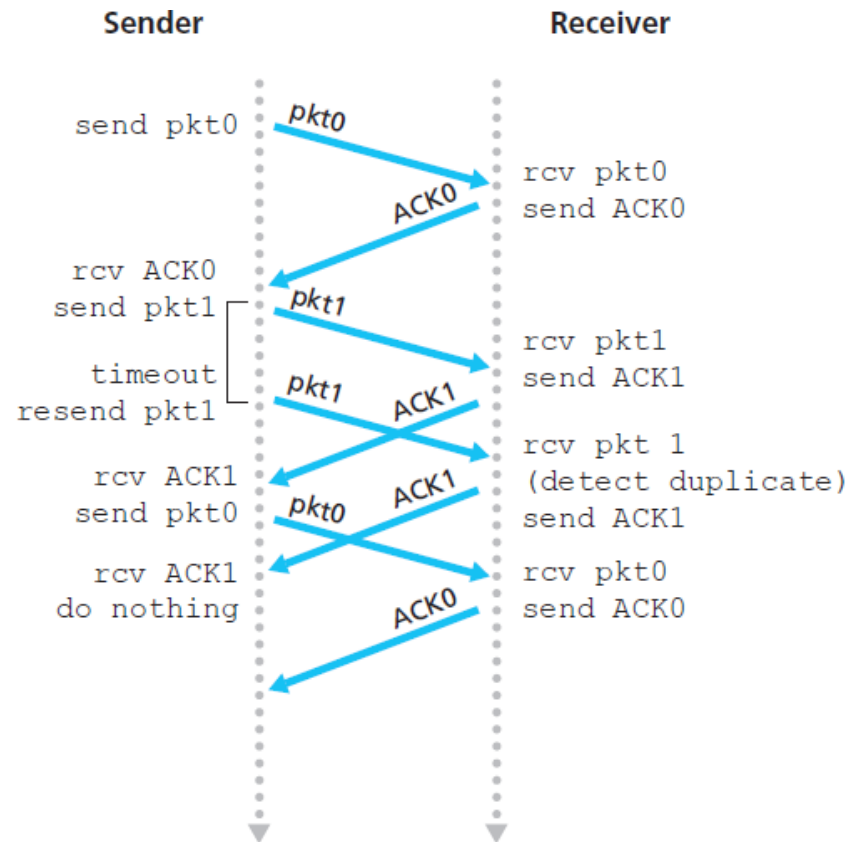 Sender
Receiver
send pkt0
pkt0
rcv pkt0
send ACK0
ACK0
rcv ACK0
send pkt1
pkt1
rcv pkt1
send ACK1
timeout
resend pkt1
pkt1
ACK1
rcv pkt 1
(detect duplicate)
send ACK1
rcv ACK1
send pkt0
ACK1
pkt0
rcv ACK1
do nothing
rcv pkt0
send ACK0
ACK0